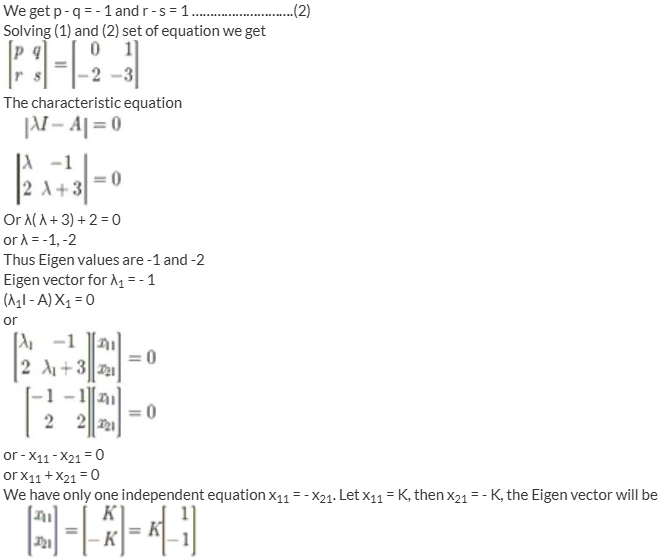 We get p - q = - 1 and r - s = 1 ............................(2)
Solving (1) and (2) set of equation we get
[p q
r s] = [0 1
-2 -3]
The characteristic equation
|λI - A| = 0
|λ -1
2 λ + 3| = 0
Or λ( λ + 3) + 2 = 0
or λ = -1, -2
Thus Eigen values are -1 and -2
Eigen vector for λ₁ = - 1
(λ₁I - A) X₁ = 0
or
[λ₁ -1
2 λ₁ + 3] [x₁₁
x₂₁] = 0
[-1 -1
2 2] [x₁₁
x₂₁] = 0
or - x₁₁ - x₂₁ = 0
or x₁₁ + x₂₁ = 0
We have only one independent equation x₁₁ = - x₂₁. Let x₁₁ = K, then x₂₁ = - K, the Eigen vector will be
[x₁₁
x₂₁] = [K
-K] = K [1
-1]